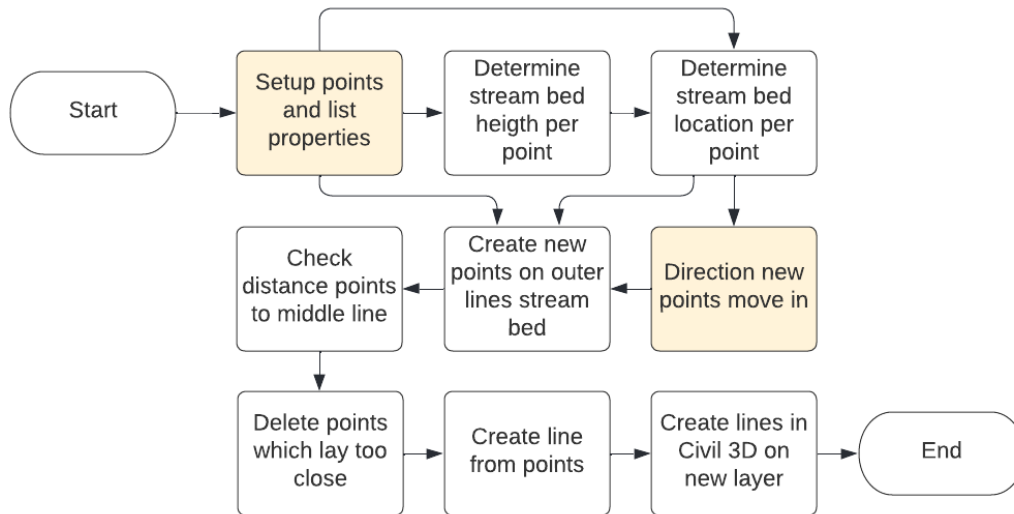 Start
Setup points
and list
properties
Determine
stream bed
heigth per
point
Determine
stream bed
location per
point
Check
distance points
to middle line
Create new
points on outer
lines stream
bed
Direction new
points move in
Delete points
which lay too
close
Create line
from points
Create lines in
Civil 3D on
new layer
End